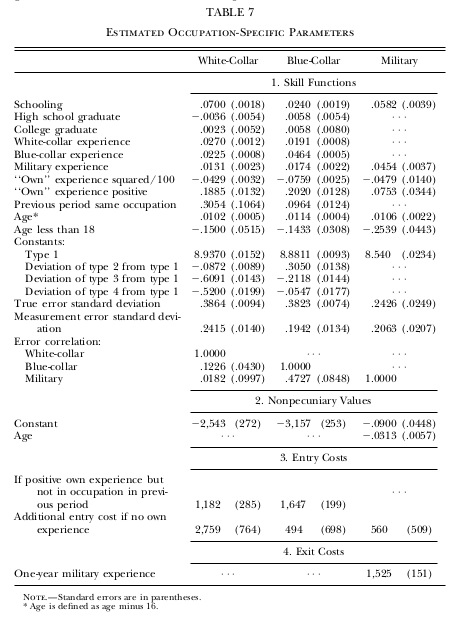 TABLE 7
ESTIMATED OCCUPATION-SPECIFIC PARAMETERS
White-Collar Blue-Collar Military
1. Skill Functions
Schooling .0700 (.0018) .0240 (.0019) .0582 (.0039)
High school graduate −.0036 (.0054) .0058 (.0054) ...
College graduate .0023 (.0052) .0058 (.0080) ...
White-collar experience .0270 (.0012) .0191 (.0008) ...
Blue-collar experience .0225 (.0008) .0464 (.0005) ...
Military experience .0131 (.0023) .0174 (.0022) .0454 (.0037)
“Own” experience squared/100 −.0429 (.0032) −.0759 (.0025) −.0479 (.0140)
“Own” experience positive .1885 (.0132) .2020 (.0128) .0753 (.0344)
Previous period same occupation .3054 (.1064) .0964 (.0124) ...
Age* .0102 (.0005) .0114 (.0004) .0106 (.0022)
Age less than 18 −.1500 (.0515) −.1433 (.0308) −.2539 (.0443)
Constants:
Type 1 8.9370 (.0152) 8.8811 (.0093) 8.540 (.0234)
Deviation of type 2 from type 1 −.0872 (.0089) .3050 (.0138) ...
Deviation of type 3 from type 1 −.6091 (.0143) −.2118 (.0144) ...
Deviation of type 4 from type 1 −.5200 (.0199) −.0547 (.0177) ...
True error standard deviation .3864 (.0094) .3823 (.0074) .2426 (.0249)
Measurement error standard devi-
ation .2415 (.0140) .1942 (.0134) .2063 (.0207)
Error correlation:
White-collar 1.0000 ... ...
Blue-collar .1226 (.0430) 1.0000 ...
Military .0182 (.0997) .4727 (.0848) 1.0000
2. Nonpecuniary Values
Constant −2,543 (272) −3,157 (253) −.0900 (.0448)
Age ... ... −.0313 (.0057)
3. Entry Costs
If positive own experience but
not in occupation in previ-
ous period 1,182 (285) 1,647 (199) ...
Additional entry cost if no own
experience 2,759 (764) 494 (698) 560 (509)
4. Exit Costs
One-year military experience ... ... 1,525 (151)
NOTE.—Standard errors are in parentheses.
* Age is defined as age minus 16.